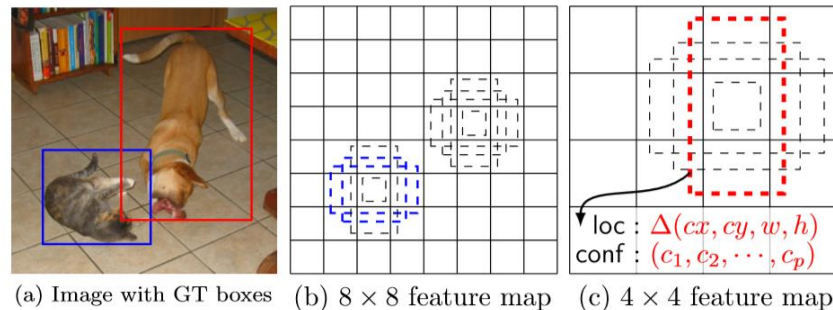 loc : Δ(cx, cy, w, h)
conf : (c₁, c₂, ⋯, cₚ)
(a) Image with GT boxes
(b) 8 × 8 feature map
(c) 4 × 4 feature map